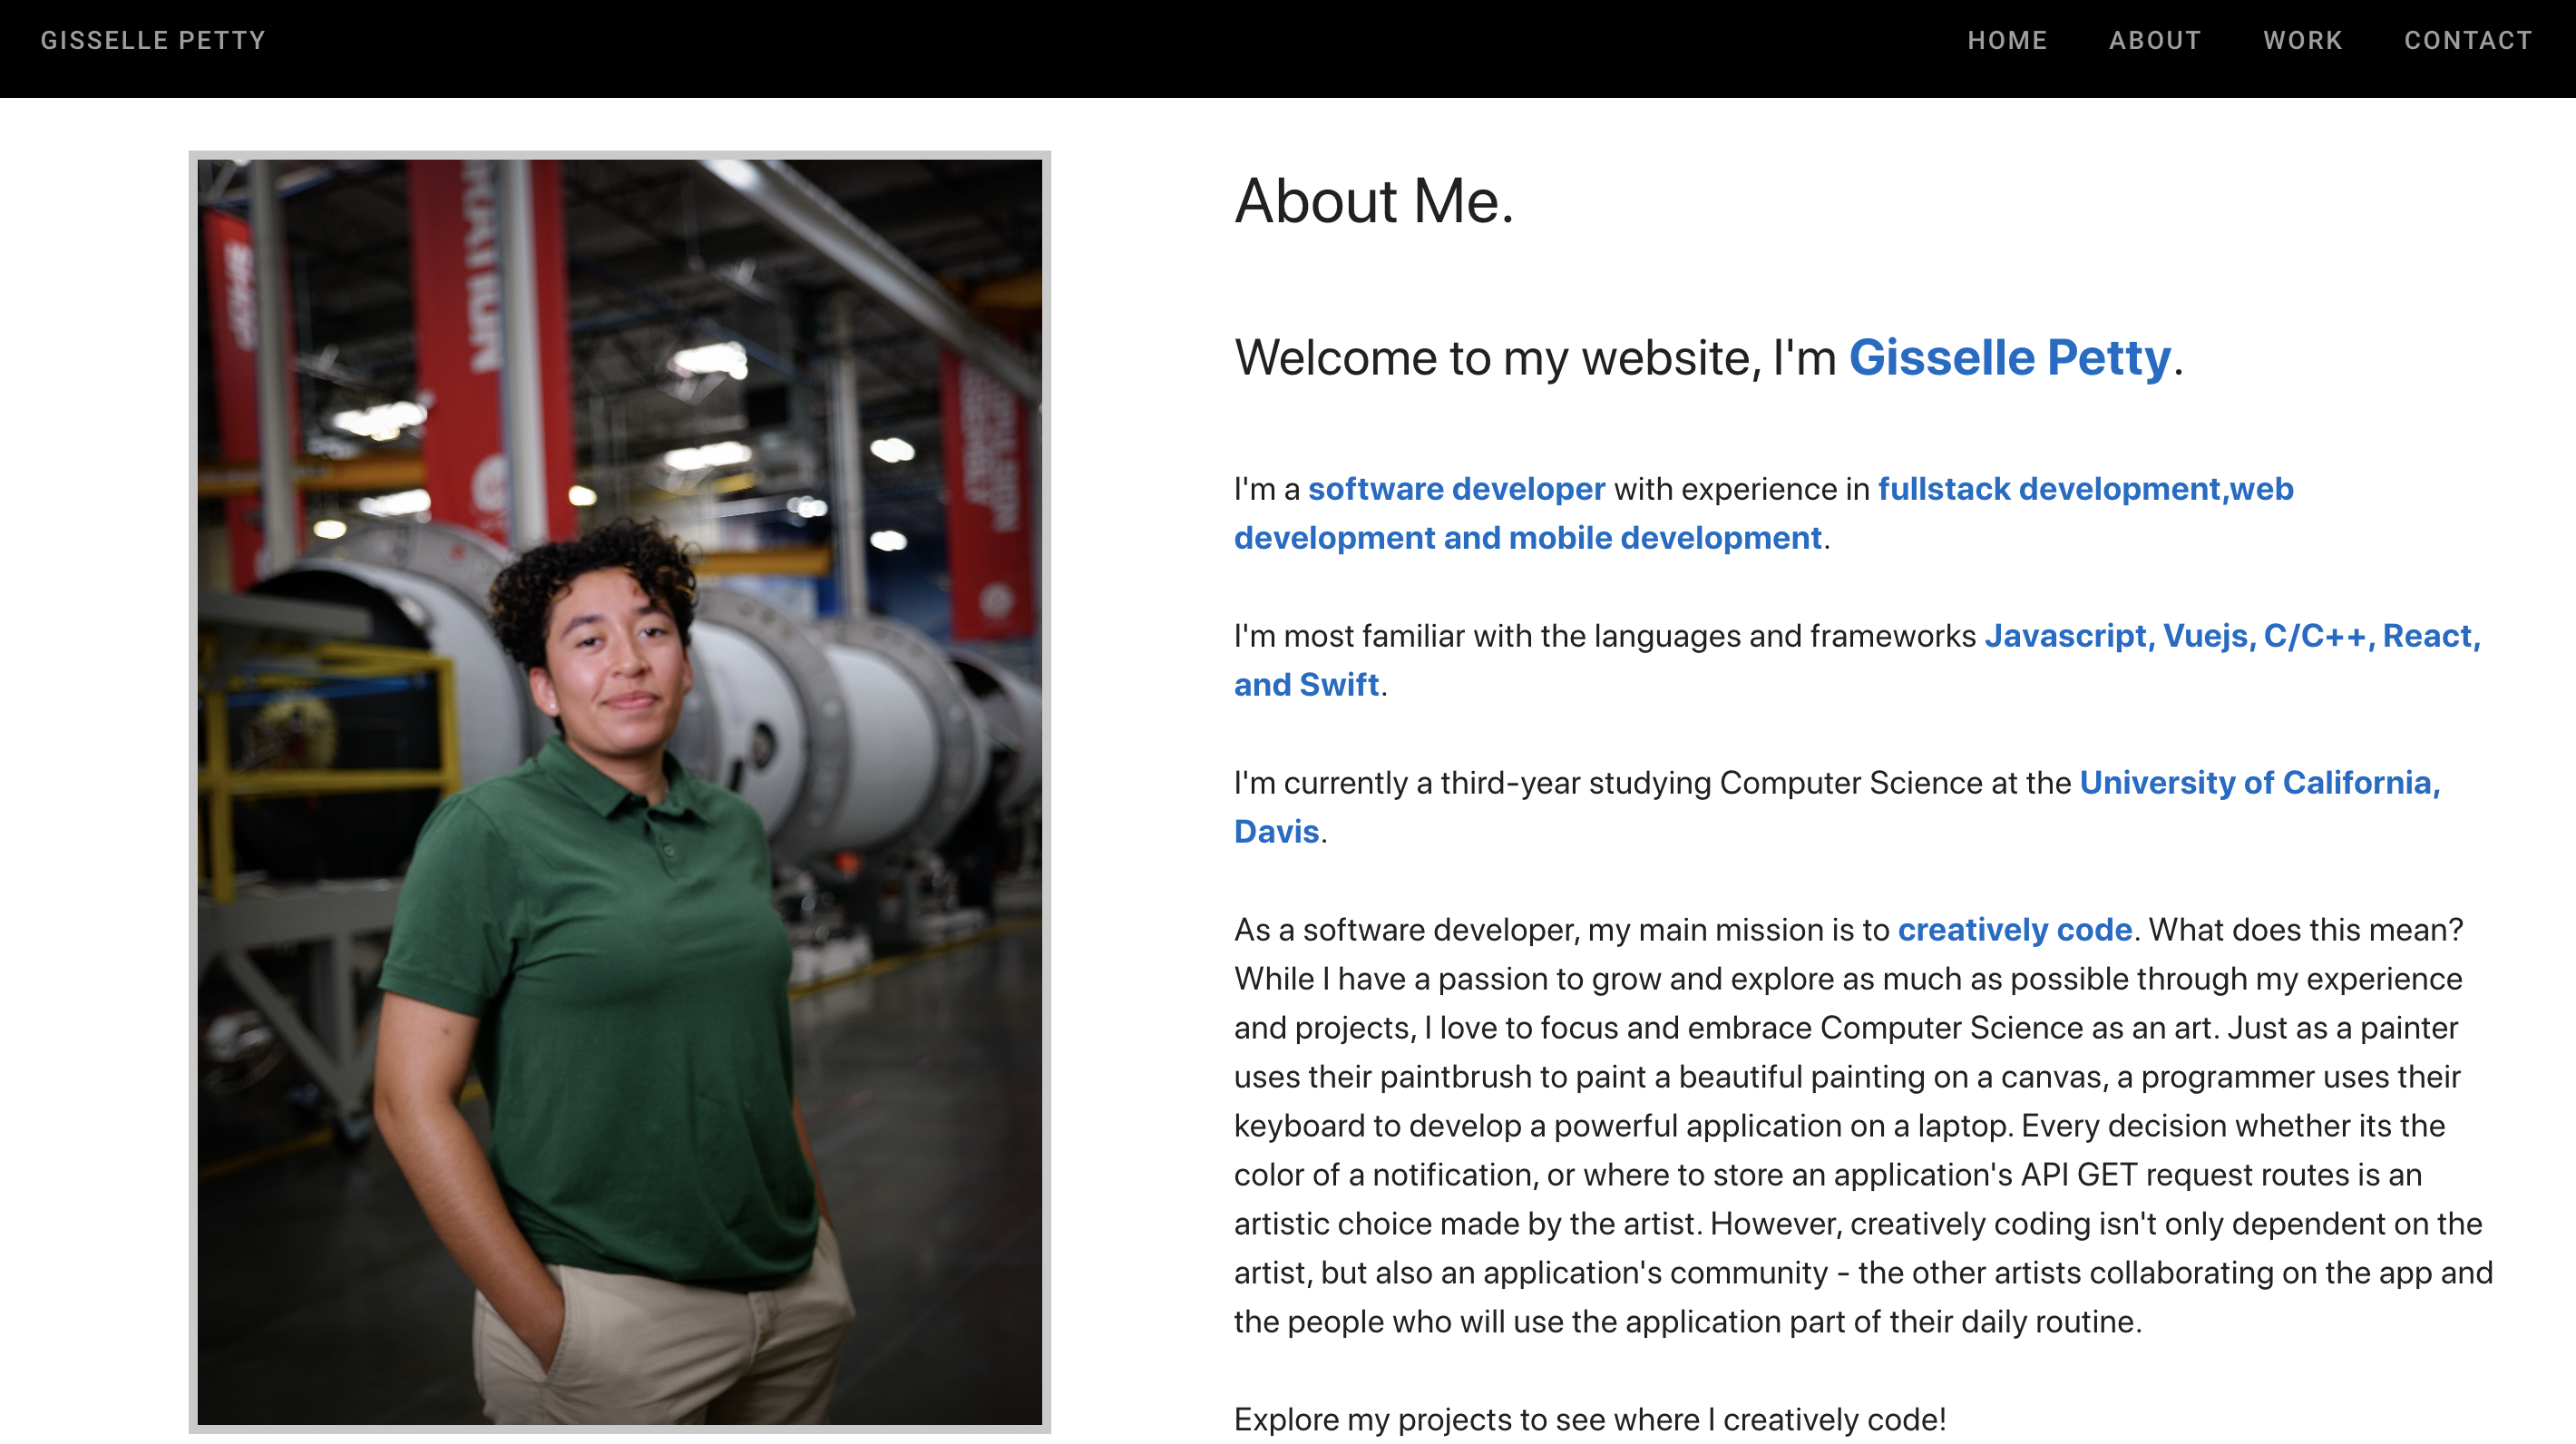 GISSELLE PETTY
HOME ABOUT WORK CONTACT
About Me.
Welcome to my website, I'm Gisselle Petty.
I'm a software developer with experience in fullstack development,web
development and mobile development.
I'm most familiar with the languages and frameworks Javascript, Vuejs, C/C++, React,
and Swift.
I'm currently a third-year studying Computer Science at the University of California,
Davis.
As a software developer, my main mission is to creatively code. What does this mean?
While I have a passion to grow and explore as much as possible through my experience
and projects, I love to focus and embrace Computer Science as an art. Just as a painter
uses their paintbrush to paint a beautiful painting on a canvas, a programmer uses their
keyboard to develop a powerful application on a laptop. Every decision whether its the
color of a notification, or where to store an application's API GET request routes is an
artistic choice made by the artist. However, creatively coding isn't only dependent on the
artist, but also an application's community - the other artists collaborating on the app and
the people who will use the application part of their daily routine.
Explore my projects to see where I creatively code!